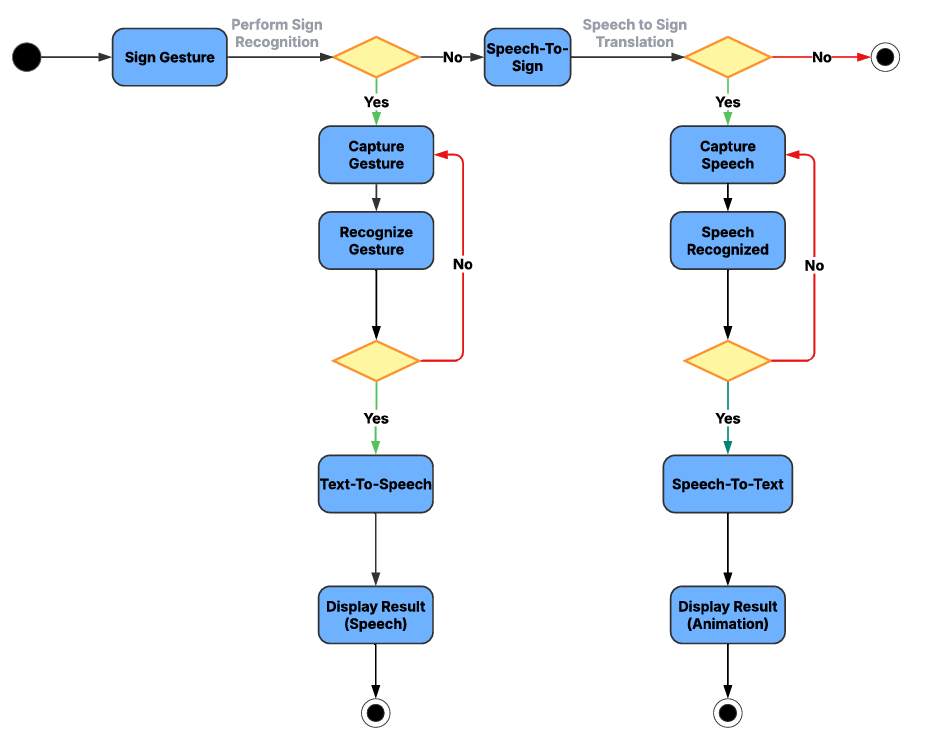 Perform Sign
Recognition
Speech to Sign
Translation
Sign Gesture
No
Speech-To-
Sign
No
Yes
Yes
Capture
Gesture
Capture
Speech
Recognize
Gesture
Speech
Recognized
No
No
Yes
Yes
Text-To-Speech
Speech-To-Text
Display Result
(Speech)
Display Result
(Animation)